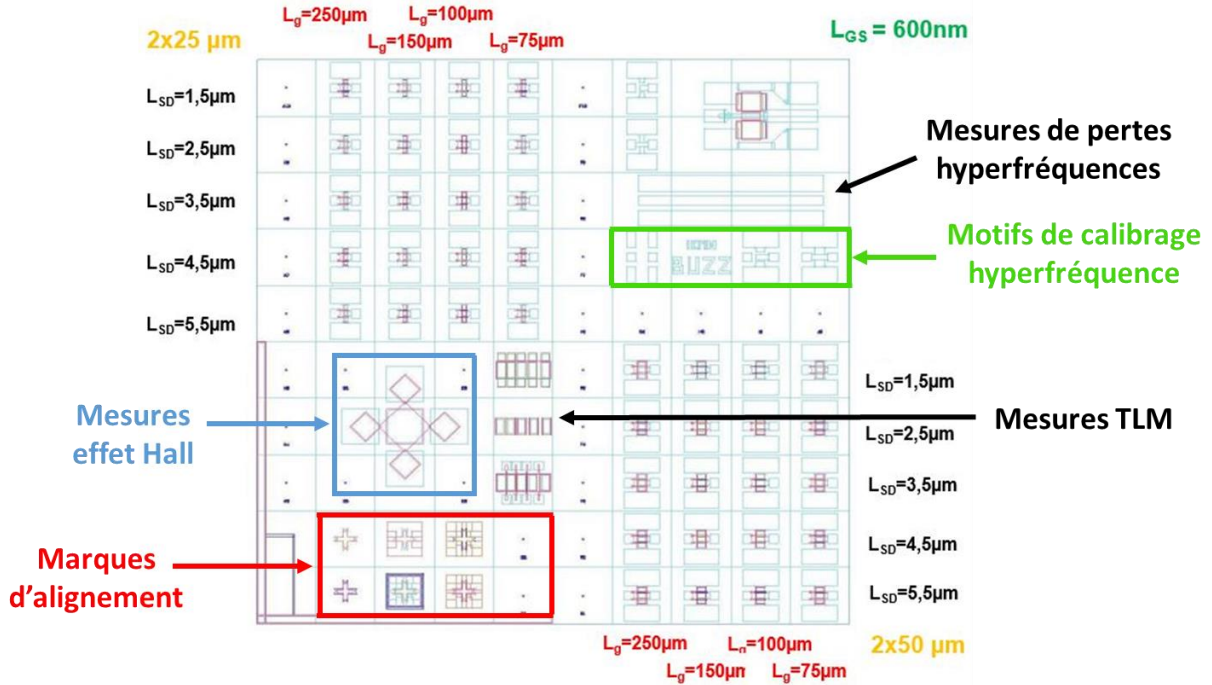 L_g=250µm
L_g=100µm
2x25 µm
L_g=150µm
L_g=75µm
L_GS = 600nm
L_SD=1,5µm
L_SD=2,5µm
L_SD=3,5µm
L_SD=4,5µm
L_SD=5,5µm
Mesures de pertes
hyperfréquences
Motifs de calibrage
hyperfréquence
BUZZ
Mesures
effet Hall
Mesures TLM
Marques
d'alignement
L_SD=1,5µm
L_SD=2,5µm
L_SD=3,5µm
L_SD=4,5µm
L_SD=5,5µm
L_g=250µm
L_g=100µm
2x50 µm
L_g=150µm
L_g=75µm